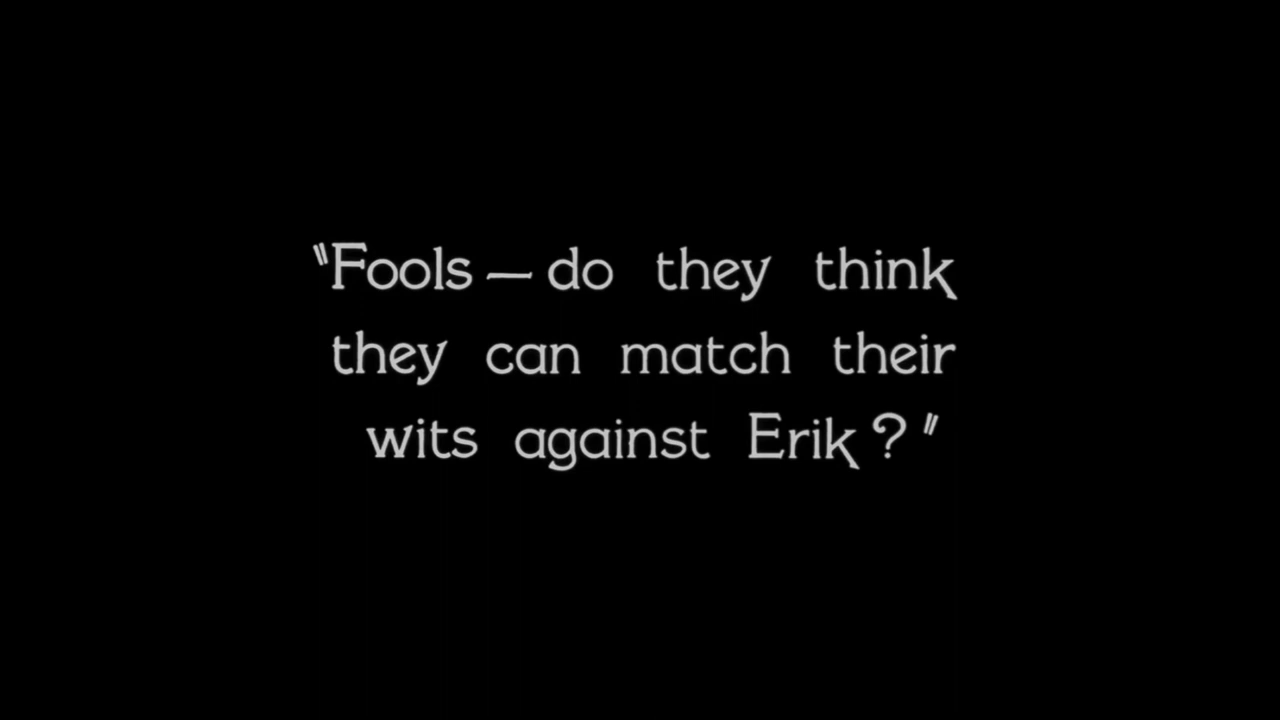 "Fools — do they think
they can match their
wits against Erik ? "